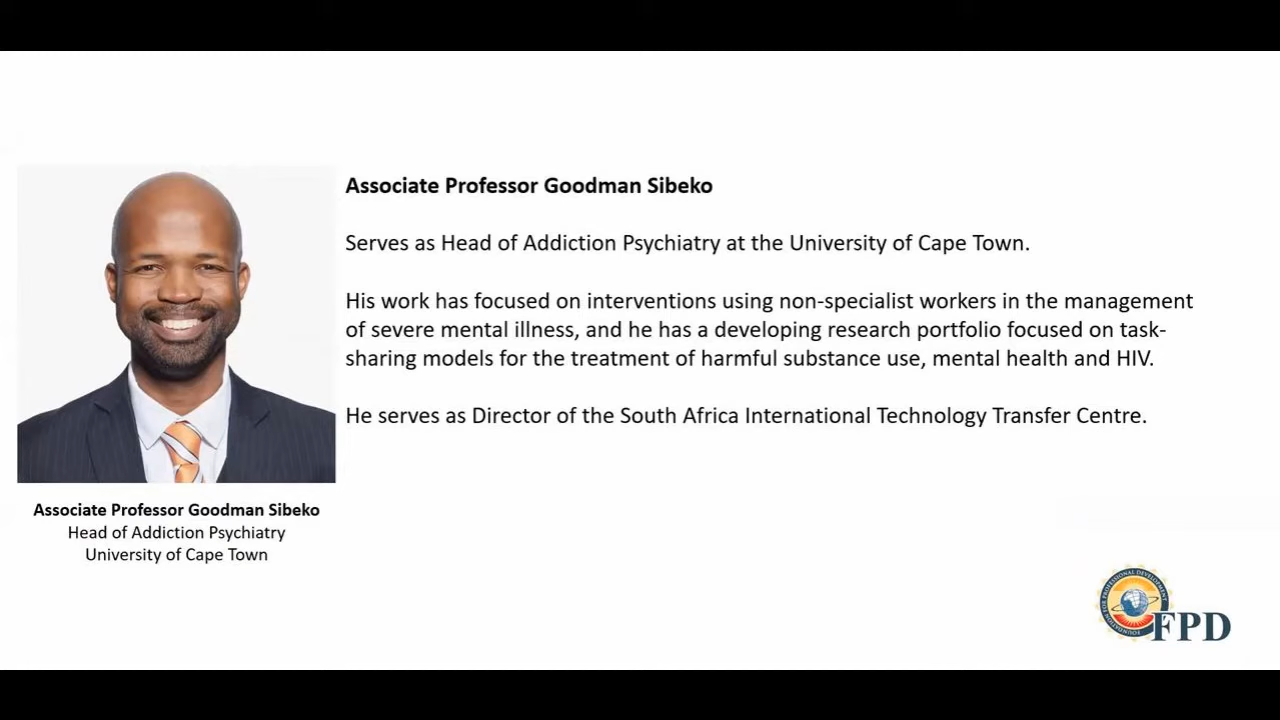 Associate Professor Goodman Sibeko
Serves as Head of Addiction Psychiatry at the University of Cape Town.
His work has focused on interventions using non-specialist workers in the management
of severe mental illness, and he has a developing research portfolio focused on task-
sharing models for the treatment of harmful substance use, mental health and HIV.
He serves as Director of the South Africa International Technology Transfer Centre.
Associate Professor Goodman Sibeko
Head of Addiction Psychiatry
University of Cape Town
FOUNDATION FOR PROFESSIONAL DEVELOPMENT
FPD